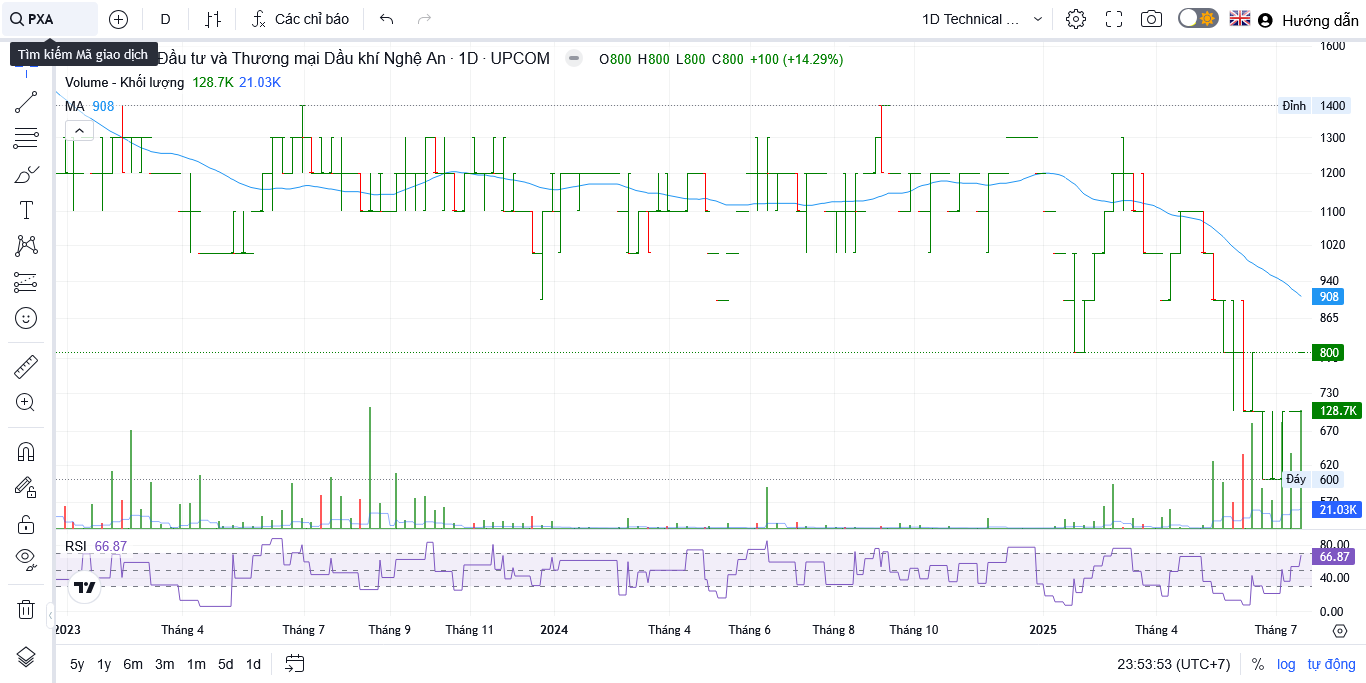 PXA
D
Các chỉ báo
1D Technical ...
Hướng dẫn
Tìm kiếm Mã giao dịch
Đầu tư và Thương mại Dầu khí Nghệ An · 1D · UPCOM
O800 H800 L800 C800 +100 (+14.29%)
Volume - Khối lượng 128.7K 21.03K
MA 908
1600
Đỉnh 1400
1300
1200
1100
1020
940
908
865
800
730
128.7K
670
620
Đáy 600
570
21.03K
RSI 66.87
80.00
66.87
40.00
0.00
2023 Tháng 4 Tháng 7 Tháng 9 Tháng 11 2024 Tháng 4 Tháng 6 Tháng 8 Tháng 10 2025 Tháng 4 Tháng 7
5y 1y 6m 3m 1m 5d 1d
23:53:53 (UTC+7) % log tự động